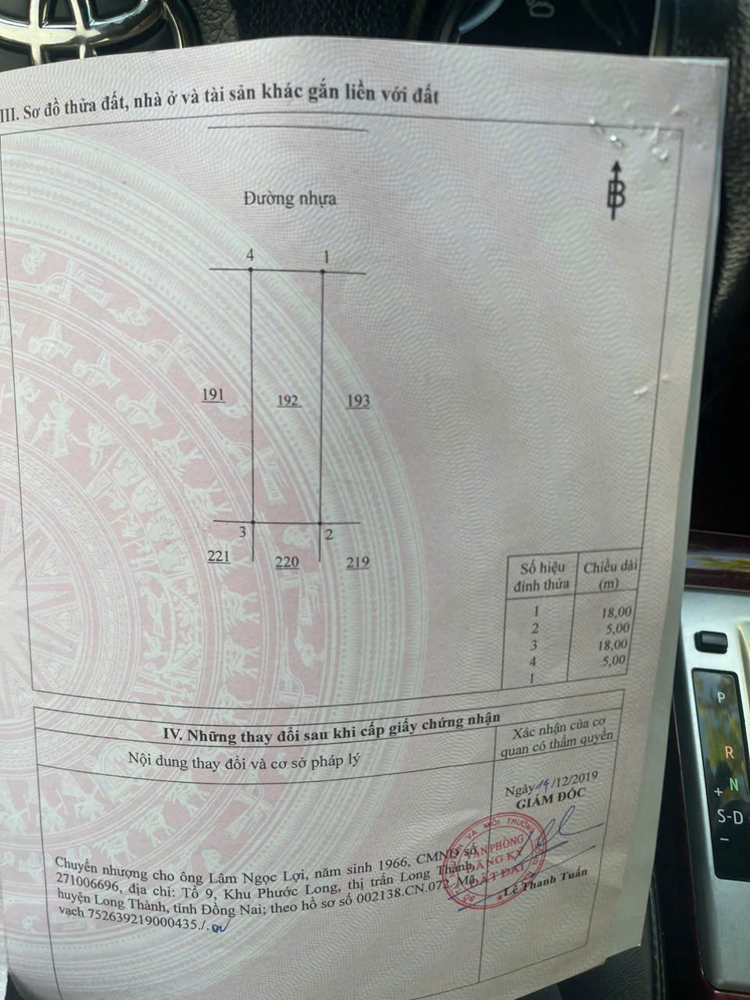 III. Sơ đồ thửa đất, nhà ở và tài sản khác gắn liền với đất
B
Đường nhựa
4 1
191 192 193
3 2
221 220 219
Số hiệu đỉnh thửa Chiều dài (m)
1 18,00
2 5,00
3 18,00
4 5,00
1
IV. Những thay đổi sau khi cấp giấy chứng nhận
Nội dung thay đổi và cơ sở pháp lý
Xác nhận của cơ
quan có thẩm quyền
Ngày 14/12/2019
GIÁM ĐỐC
VÀ MÔI TRƯỜNG
VĂN PHÒNG
ĐĂNG KÝ
ĐẤT ĐAI
Lê Thanh Tuấn
Chuyển nhượng cho ông Lâm Ngọc Lợi, năm sinh 1966, CMND số
271006696, địa chỉ: Tổ 9, Khu Phước Long, thị trấn Long Thành,
huyện Long Thành, tỉnh Đồng Nai; theo hồ sơ số 002138.CN.072. Mã
vạch 752639219000435./.
P
R
N
+
S-D
−